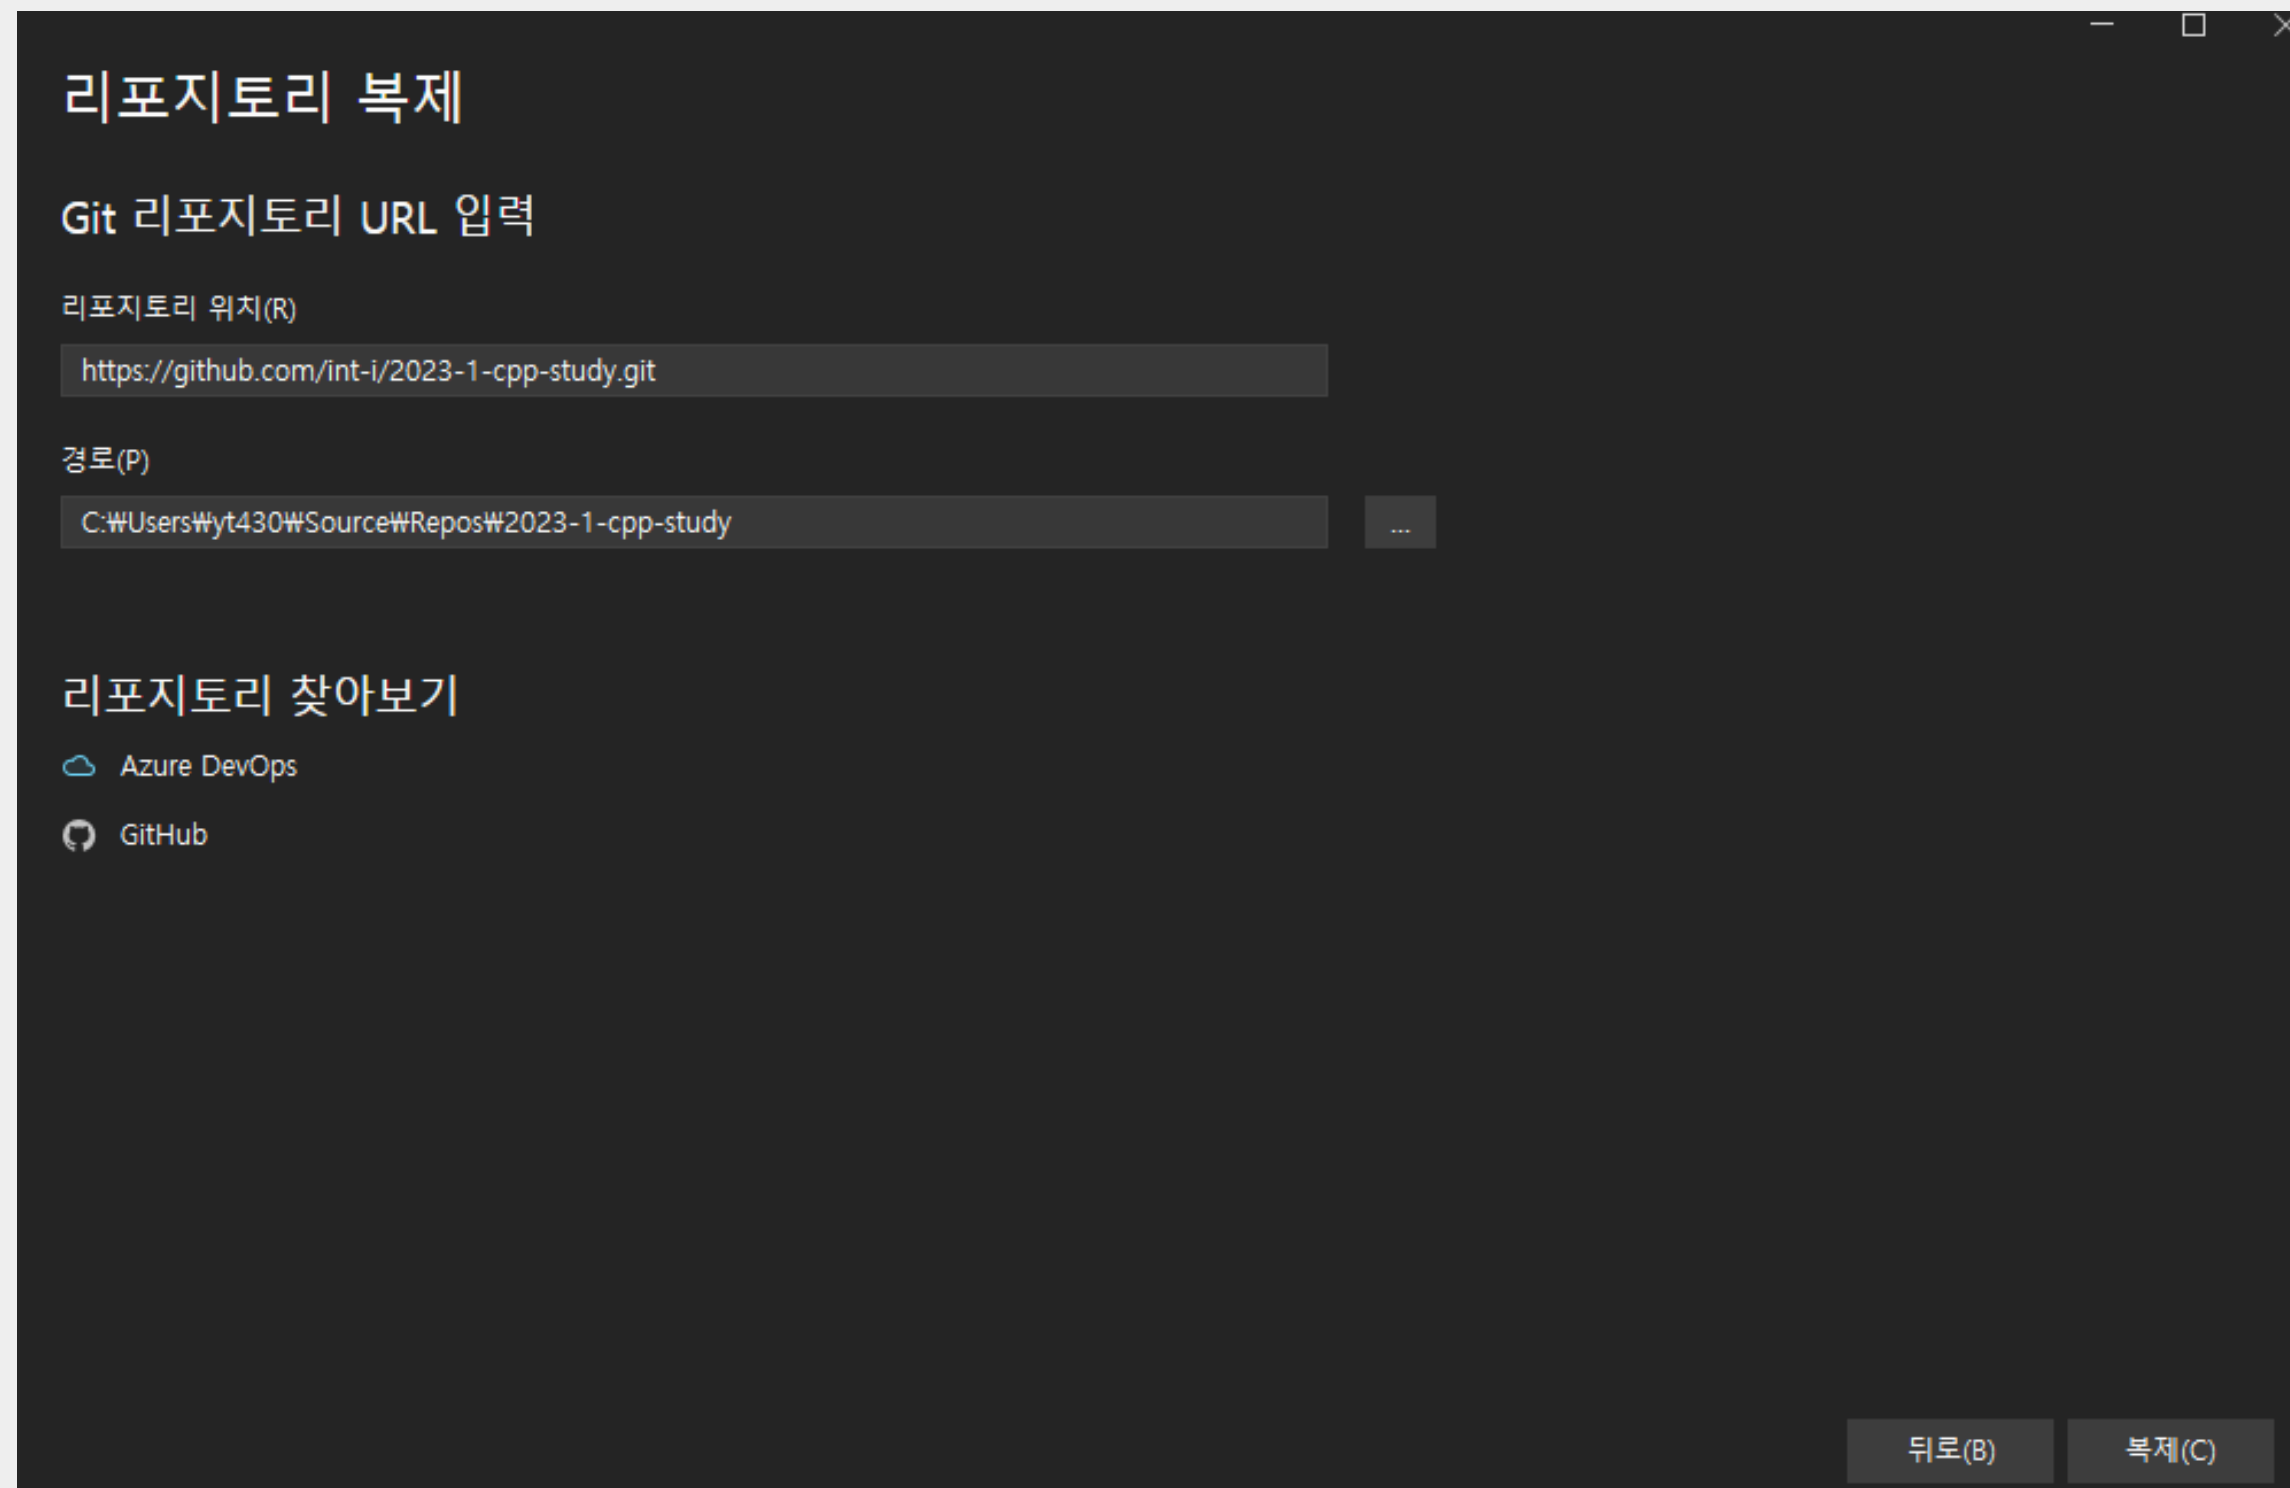 리포지토리 복제
Git 리포지토리 URL 입력
리포지토리 위치(R)
https://github.com/int-i/2023-1-cpp-study.git
경로(P)
C:₩Users₩yt430₩Source₩Repos₩2023-1-cpp-study
...
리포지토리 찾아보기
Azure DevOps
GitHub
뒤로(B) 복제(C)